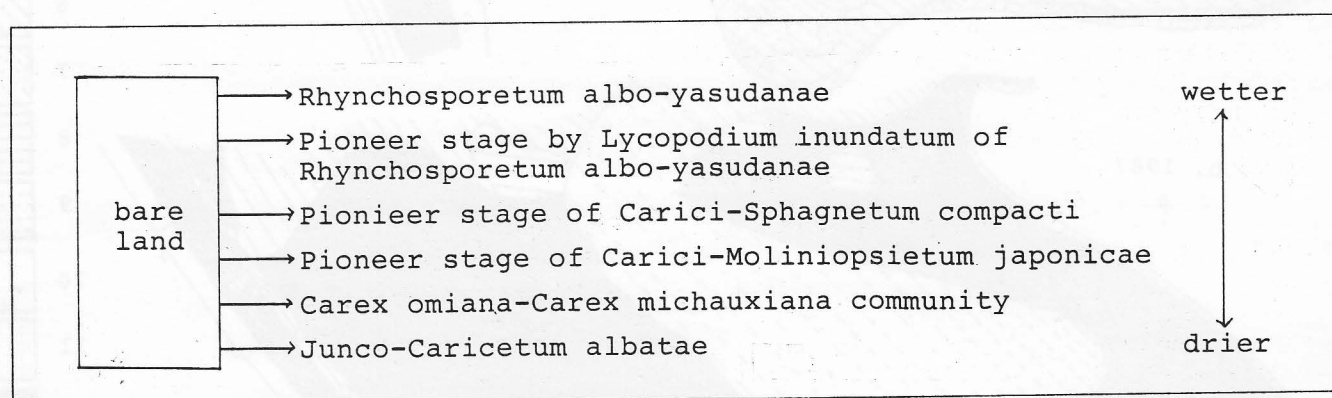 Rhynchosporetum albo-yasudanae
wetter
Pioneer stage by Lycopodium inundatum of
Rhynchosporetum albo-yasudanae
bare
land
Pionieer stage of Carici-Sphagnetum compacti
Pioneer stage of Carici-Moliniopsietum japonicae
Carex omiana-Carex michauxiana community
Junco-Caricetum albatae
drier